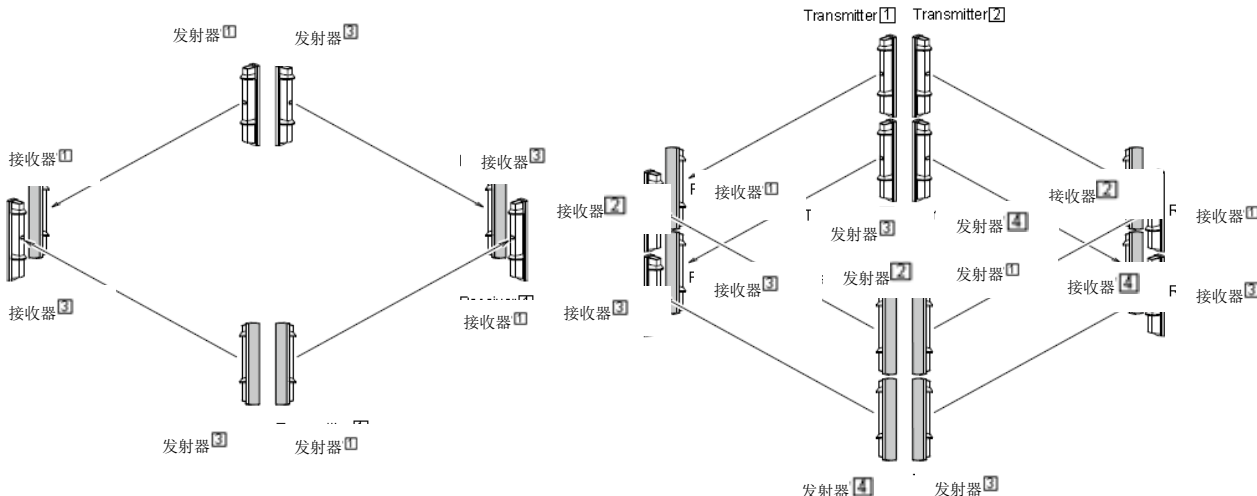 发射器1 发射器3
接收器1 接收器3
接收器3 接收器1
发射器3 发射器1
Transmitter1 Transmitter2
接收器1 接收器2
接收器2 接收器1
发射器3 发射器4
发射器2 发射器1
接收器3 接收器4
接收器3 接收器3
发射器4 发射器3